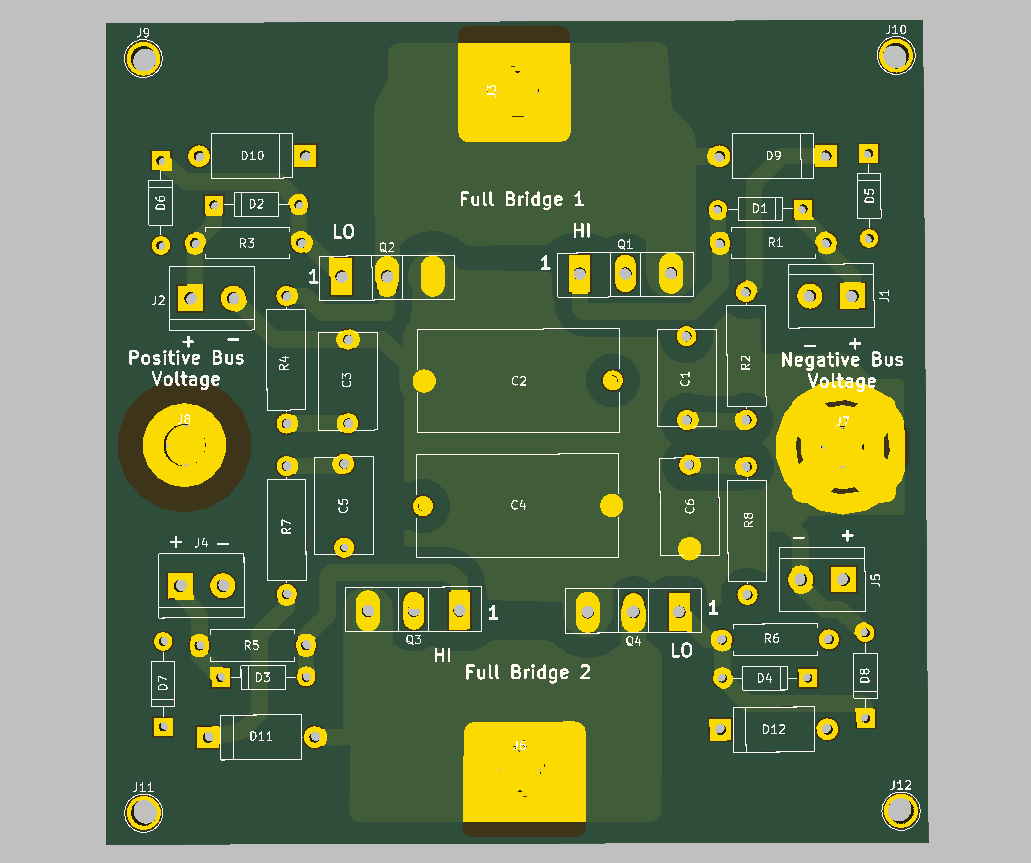 J9
J10
J3
D10
D9
D6
D2
D1
D5
Full Bridge 1
LO
HI
R3
Q2
Q1
R1
1
1
J2
J1
+ -
- +
Positive Bus
Voltage
Negative Bus
Voltage
R4
C3
C2
C1
R2
J8
J7
R7
C5
C4
C6
R8
+ J4 -
- +
J5
1
1
Q3
Q4
HI
LO
Full Bridge 2
R5
R6
D7
D3
D4
D8
D11
D12
J6
J11
J12